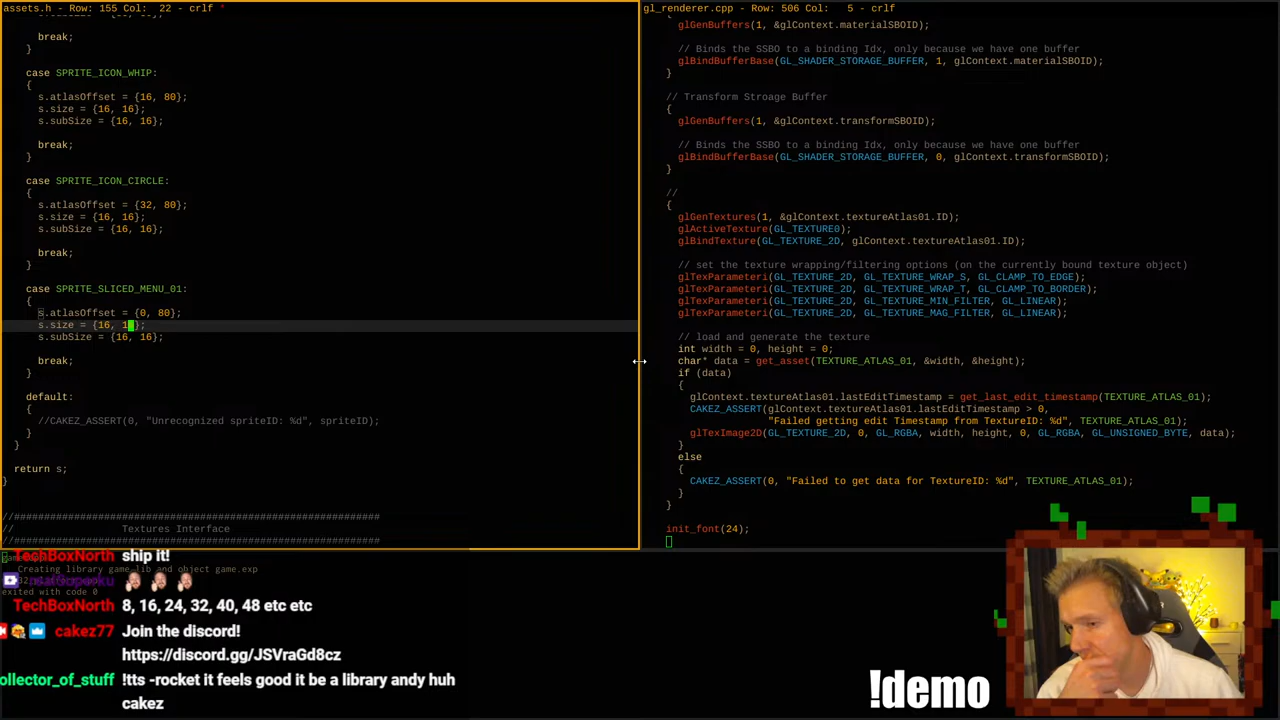 assets.h - Row: 155 Col:  22 - crlf *
break;
}
case SPRITE_ICON_WHIP:
{
s.atlasOffset = {16, 80};
s.size = {16, 16};
s.subSize = {16, 16};
break;
}
case SPRITE_ICON_CIRCLE:
{
s.atlasOffset = {32, 80};
s.size = {16, 16};
s.subSize = {16, 16};
break;
}
case SPRITE_SLICED_MENU_01:
{
s.atlasOffset = {0, 80};
s.size = {16, 1 };
s.subSize = {16, 16};
break;
}
default:
{
//CAKEZ_ASSERT(0, "Unrecognized spriteID: %d", spriteID);
}
}
return s;
}
//#############################################################
//                  Textures Interface
//#############################################################
gl_renderer.cpp - Row: 506 Col:   5 - crlf
{
glGenBuffers(1, &glContext.materialSBOID);
// Binds the SSBO to a binding Idx, only because we have one buffer
glBindBufferBase(GL_SHADER_STORAGE_BUFFER, 1, glContext.materialSBOID);
}
// Transform Stroage Buffer
{
glGenBuffers(1, &glContext.transformSBOID);
// Binds the SSBO to a binding Idx, only because we have one buffer
glBindBufferBase(GL_SHADER_STORAGE_BUFFER, 0, glContext.transformSBOID);
}
//
{
glGenTextures(1, &glContext.textureAtlas01.ID);
glActiveTexture(GL_TEXTURE0);
glBindTexture(GL_TEXTURE_2D, glContext.textureAtlas01.ID);
// set the texture wrapping/filtering options (on the currently bound texture object)
glTexParameteri(GL_TEXTURE_2D, GL_TEXTURE_WRAP_S, GL_CLAMP_TO_EDGE);
glTexParameteri(GL_TEXTURE_2D, GL_TEXTURE_WRAP_T, GL_CLAMP_TO_BORDER);
glTexParameteri(GL_TEXTURE_2D, GL_TEXTURE_MIN_FILTER, GL_LINEAR);
glTexParameteri(GL_TEXTURE_2D, GL_TEXTURE_MAG_FILTER, GL_LINEAR);
// load and generate the texture
int width = 0, height = 0;
char* data = get_asset(TEXTURE_ATLAS_01, &width, &height);
if (data)
{
glContext.textureAtlas01.lastEditTimestamp = get_last_edit_timestamp(TEXTURE_ATLAS_01);
CAKEZ_ASSERT(glContext.textureAtlas01.lastEditTimestamp > 0,
"Failed getting edit Timestamp from TextureID: %d", TEXTURE_ATLAS_01);
glTexImage2D(GL_TEXTURE_2D, 0, GL_RGBA, width, height, 0, GL_RGBA, GL_UNSIGNED_BYTE, data);
}
else
{
CAKEZ_ASSERT(0, "Failed to get data for TextureID: %d", TEXTURE_ATLAS_01);
}
}
init_font(24);
Creating library game.lib and object game.exp
exited with code 0
TechBoxNorth ship it!
TechBoxNorth 8, 16, 24, 32, 40, 48 etc etc
cakez77 Join the discord!
https://discord.gg/JSVraGd8cz
ollector_of_stuff !tts -rocket it feels good it be a library andy huh
cakez
!demo